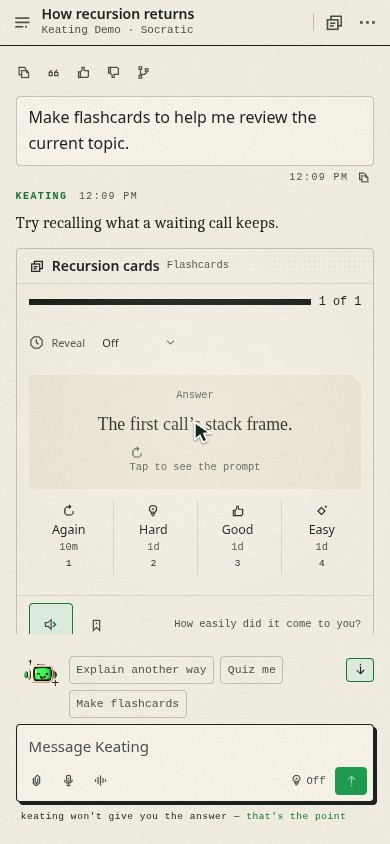 How recursion returns
Keating Demo · Socratic
Make flashcards to help me review the
current topic.
12:09 PM
KEATING 12:09 PM
Try recalling what a waiting call keeps.
Recursion cards Flashcards
1 of 1
Reveal Off
Answer
The first call's stack frame.
Tap to see the prompt
Again Hard Good Easy
10m 1d 1d 1d
1 2 3 4
How easily did it come to you?
Explain another way Quiz me
Make flashcards
Message Keating
Off
keating won't give you the answer — that's the point